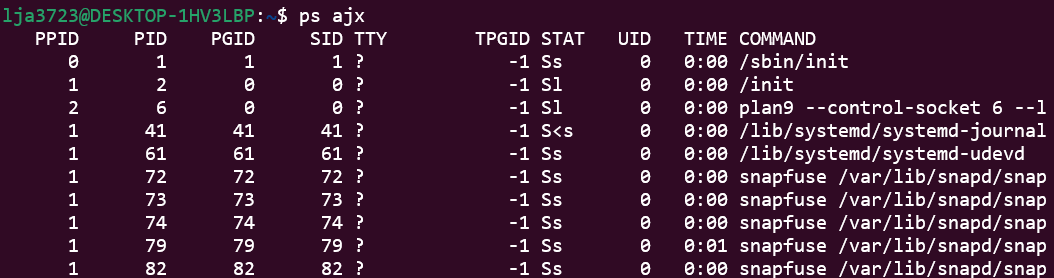 lja3723@DESKTOP-1HV3LBP:~$ ps ajx
PPID PID PGID SID TTY TPGID STAT UID TIME COMMAND
0 1 1 1 ? -1 Ss 0 0:00 /sbin/init
1 2 0 0 ? -1 Sl 0 0:00 /init
2 6 0 0 ? -1 Sl 0 0:00 plan9 --control-socket 6 --l
1 41 41 41 ? -1 S<s 0 0:00 /lib/systemd/systemd-journal
1 61 61 61 ? -1 Ss 0 0:00 /lib/systemd/systemd-udevd
1 72 72 72 ? -1 Ss 0 0:00 snapfuse /var/lib/snapd/snap
1 73 73 73 ? -1 Ss 0 0:00 snapfuse /var/lib/snapd/snap
1 74 74 74 ? -1 Ss 0 0:00 snapfuse /var/lib/snapd/snap
1 79 79 79 ? -1 Ss 0 0:01 snapfuse /var/lib/snapd/snap
1 82 82 82 ? -1 Ss 0 0:00 snapfuse /var/lib/snapd/snap